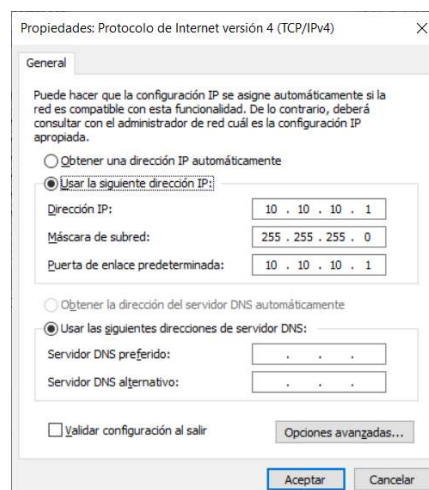 Propiedades: Protocolo de Internet versión 4 (TCP/IPv4)
General
Puede hacer que la configuración IP se asigne automáticamente si la
red es compatible con esta funcionalidad. De lo contrario, deberá
consultar con el administrador de red cuál es la configuración IP
apropiada.
Obtener una dirección IP automáticamente
Usar la siguiente dirección IP:
Dirección IP: 10 . 10 . 10 . 1
Máscara de subred: 255 . 255 . 255 . 0
Puerta de enlace predeterminada: 10 . 10 . 10 . 1
Obtener la dirección del servidor DNS automáticamente
Usar las siguientes direcciones de servidor DNS:
Servidor DNS preferido: . . .
Servidor DNS alternativo: . . .
Validar configuración al salir
Opciones avanzadas...
Aceptar Cancelar